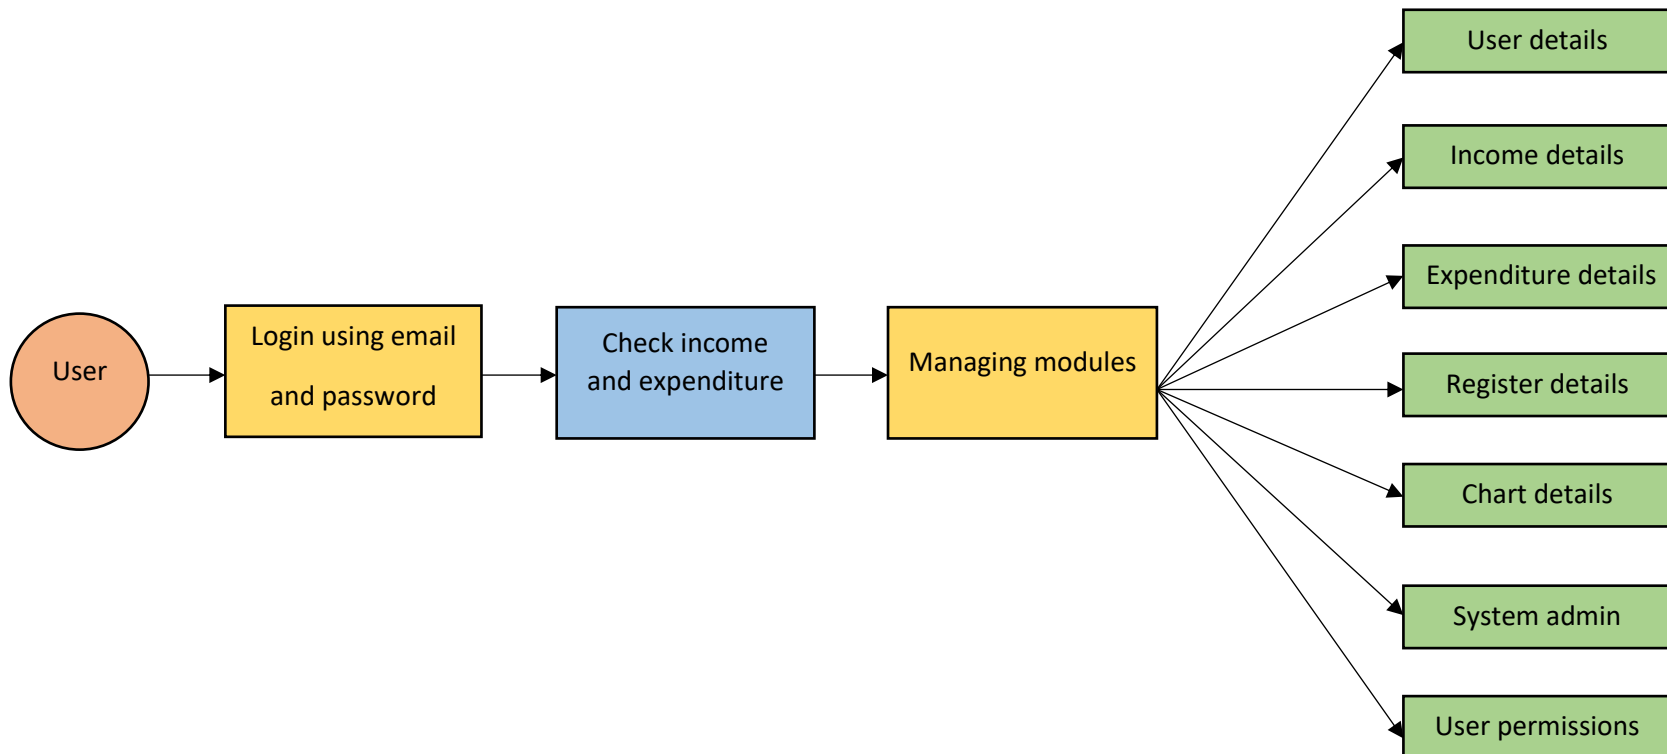 User
Login using email
and password
Check income
and expenditure
Managing modules
User details
Income details
Expenditure details
Register details
Chart details
System admin
User permissions